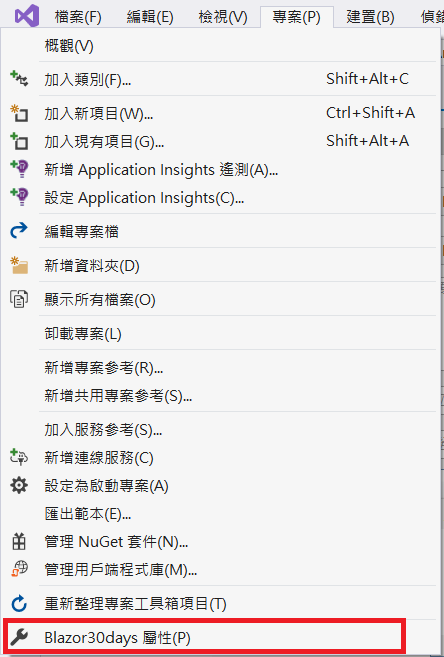 檔案(F) 編輯(E) 檢視(V) 專案(P) 建置(B) 偵錯
概觀(V)
加入類別(F)... Shift+Alt+C
加入新項目(W)... Ctrl+Shift+A
加入現有項目(G)... Shift+Alt+A
新增 Application Insights 遙測(A)...
設定 Application Insights(C)...
編輯專案檔
新增資料夾(D)
顯示所有檔案(O)
卸載專案(L)
新增專案參考(R)...
新增共用專案參考(S)...
加入服務參考(S)...
新增連線服務(C)
設定為啟動專案(A)
匯出範本(E)...
管理 NuGet 套件(N)...
管理用戶端程式庫(M)...
重新整理專案工具箱項目(T)
Blazor30days 屬性(P)